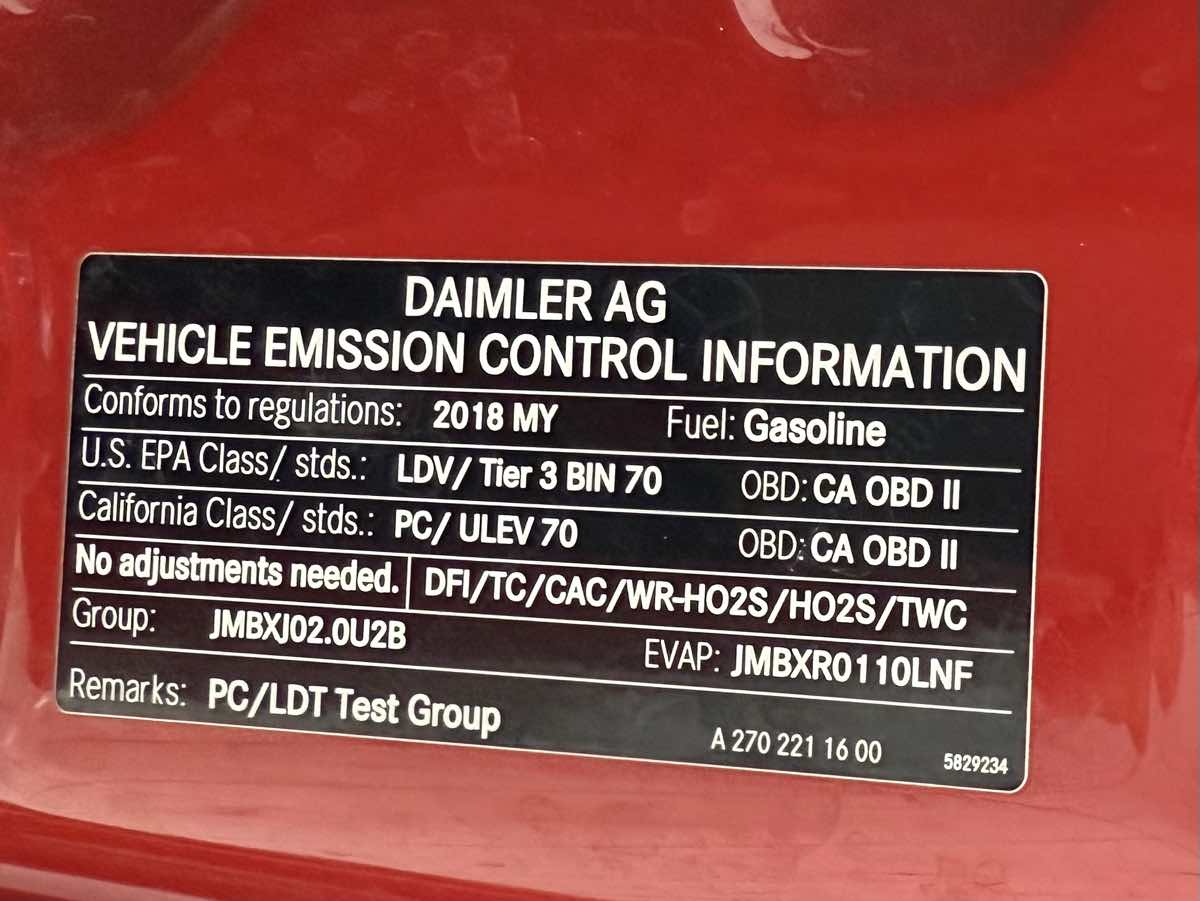 DAIMLER AG
VEHICLE EMISSION CONTROL INFORMATION
Conforms to regulations: 2018 MY Fuel: Gasoline
U.S. EPA Class/ stds.: LDV/ Tier 3 BIN 70 OBD: CA OBD II
California Class/ stds.: PC/ ULEV 70 OBD: CA OBD II
No adjustments needed. DFI/TC/CAC/WR-HO2S/HO2S/TWC
Group: JMBXJ02.0U2B EVAP: JMBXR0110LNF
Remarks: PC/LDT Test Group
A 270 221 16 00 5829234